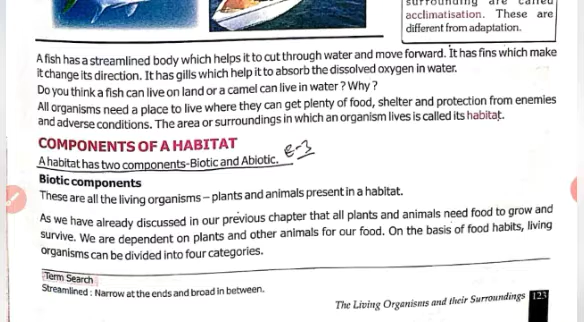 surrounding are called
acclimatisation. These are
different from adaptation.
A fish has a streamlined body which helps it to cut through water and move forward. It has fins which make
it change its direction. It has gills which help it to absorb the dissolved oxygen in water.
Do you think a fish can live on land or a camel can live in water ? Why ?
All organisms need a place to live where they can get plenty of food, shelter and protection from enemies
and adverse conditions. The area or surroundings in which an organism lives is called its habitat.
COMPONENTS OF A HABITAT
A habitat has two components-Biotic and Abiotic. E-3
Biotic components
These are all the living organisms – plants and animals present in a habitat.
As we have already discussed in our previous chapter that all plants and animals need food to grow and
survive. We are dependent on plants and other animals for our food. On the basis of food habits, living
organisms can be divided into four categories.
Term Search
Streamlined : Narrow at the ends and broad in between.
The Living Organisms and their Surroundings 123